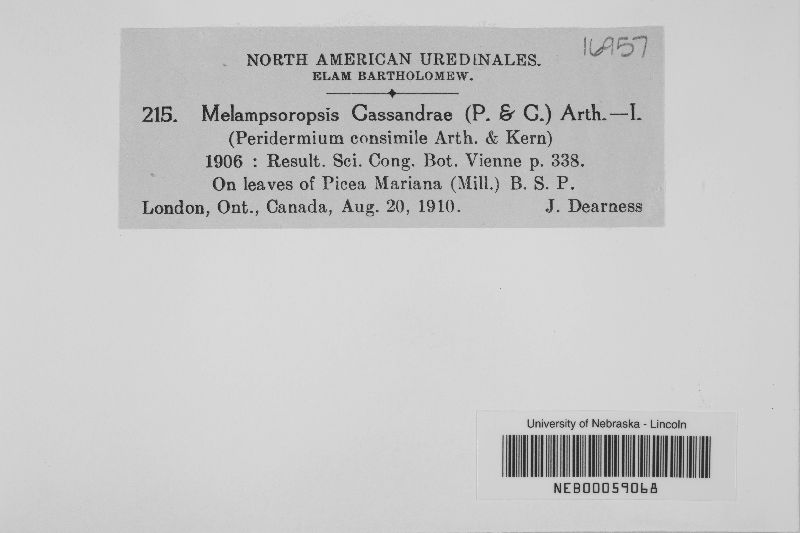 16957
NORTH AMERICAN UREDINALES.
ELAM BARTHOLOMEW.
215. Melampsoropsis Cassandrae (P. & C.) Arth.—I.
(Peridermium consimile Arth. & Kern)
1906 : Result. Sci. Cong. Bot. Vienne p. 338.
On leaves of Picea Mariana (Mill.) B. S. P.
London, Ont., Canada, Aug. 20, 1910. J. Dearness
University of Nebraska - Lincoln
NEB00059068